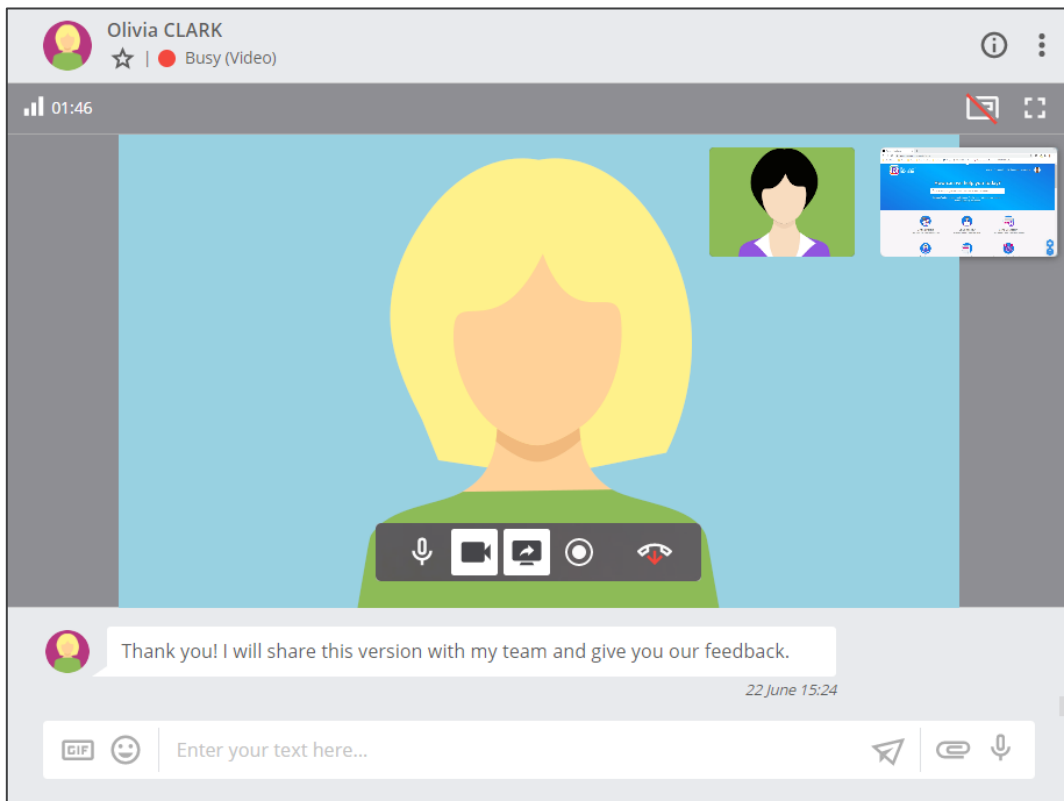 Olivia CLARK
Busy (Video)
01:46
Thank you! I will share this version with my team and give you our feedback.
22 June 15:24
GIF
Enter your text here...